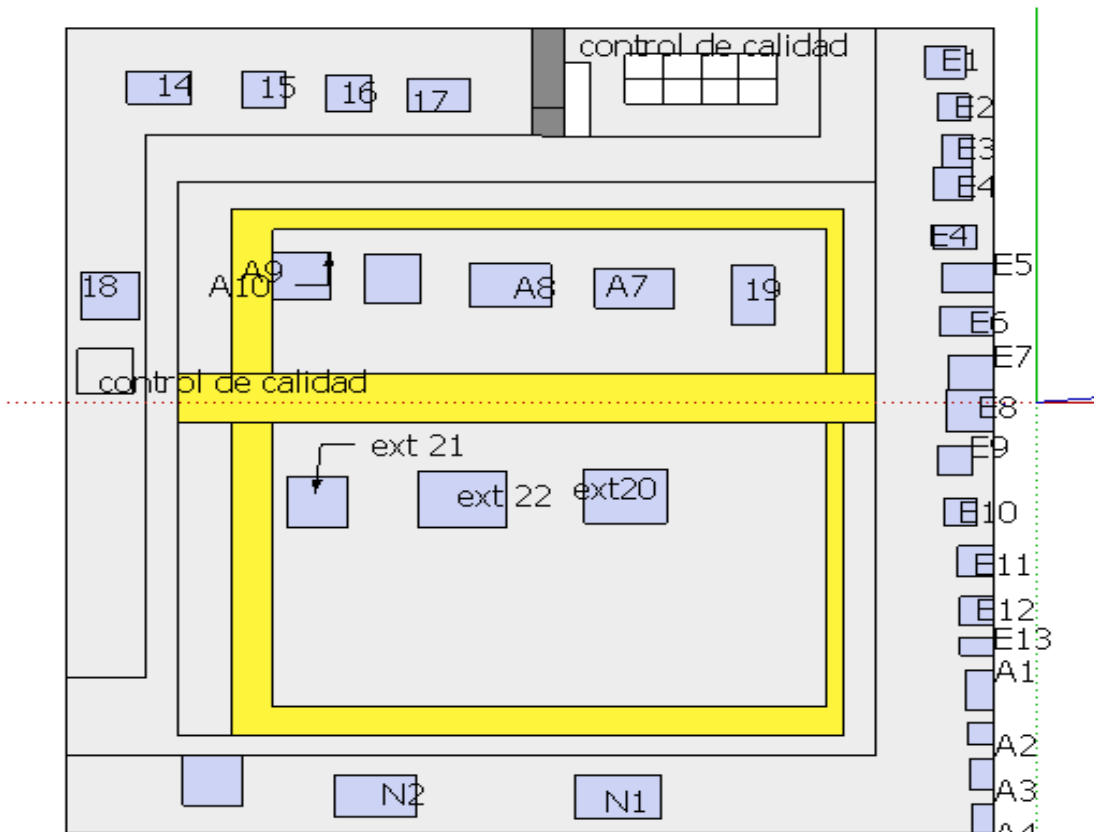 control de calidad
E1
14
15
16
17
E2
E3
E4
E4
E5
A9
A10
18
A8
A7
19
E6
E7
control de calidad
E8
ext 21
E9
ext 22
ext20
E10
E11
E12
E13
A1
A2
N2
N1
A3
A4